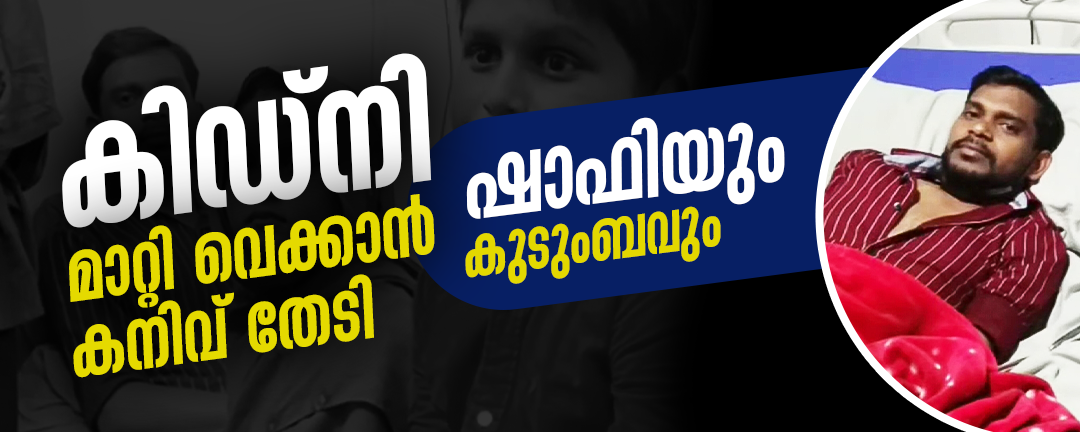 കിഡ്നി
മാറ്റി വെക്കാൻ
കനിവ് തേടി
ഷാഫിയും
കുടുംബവും